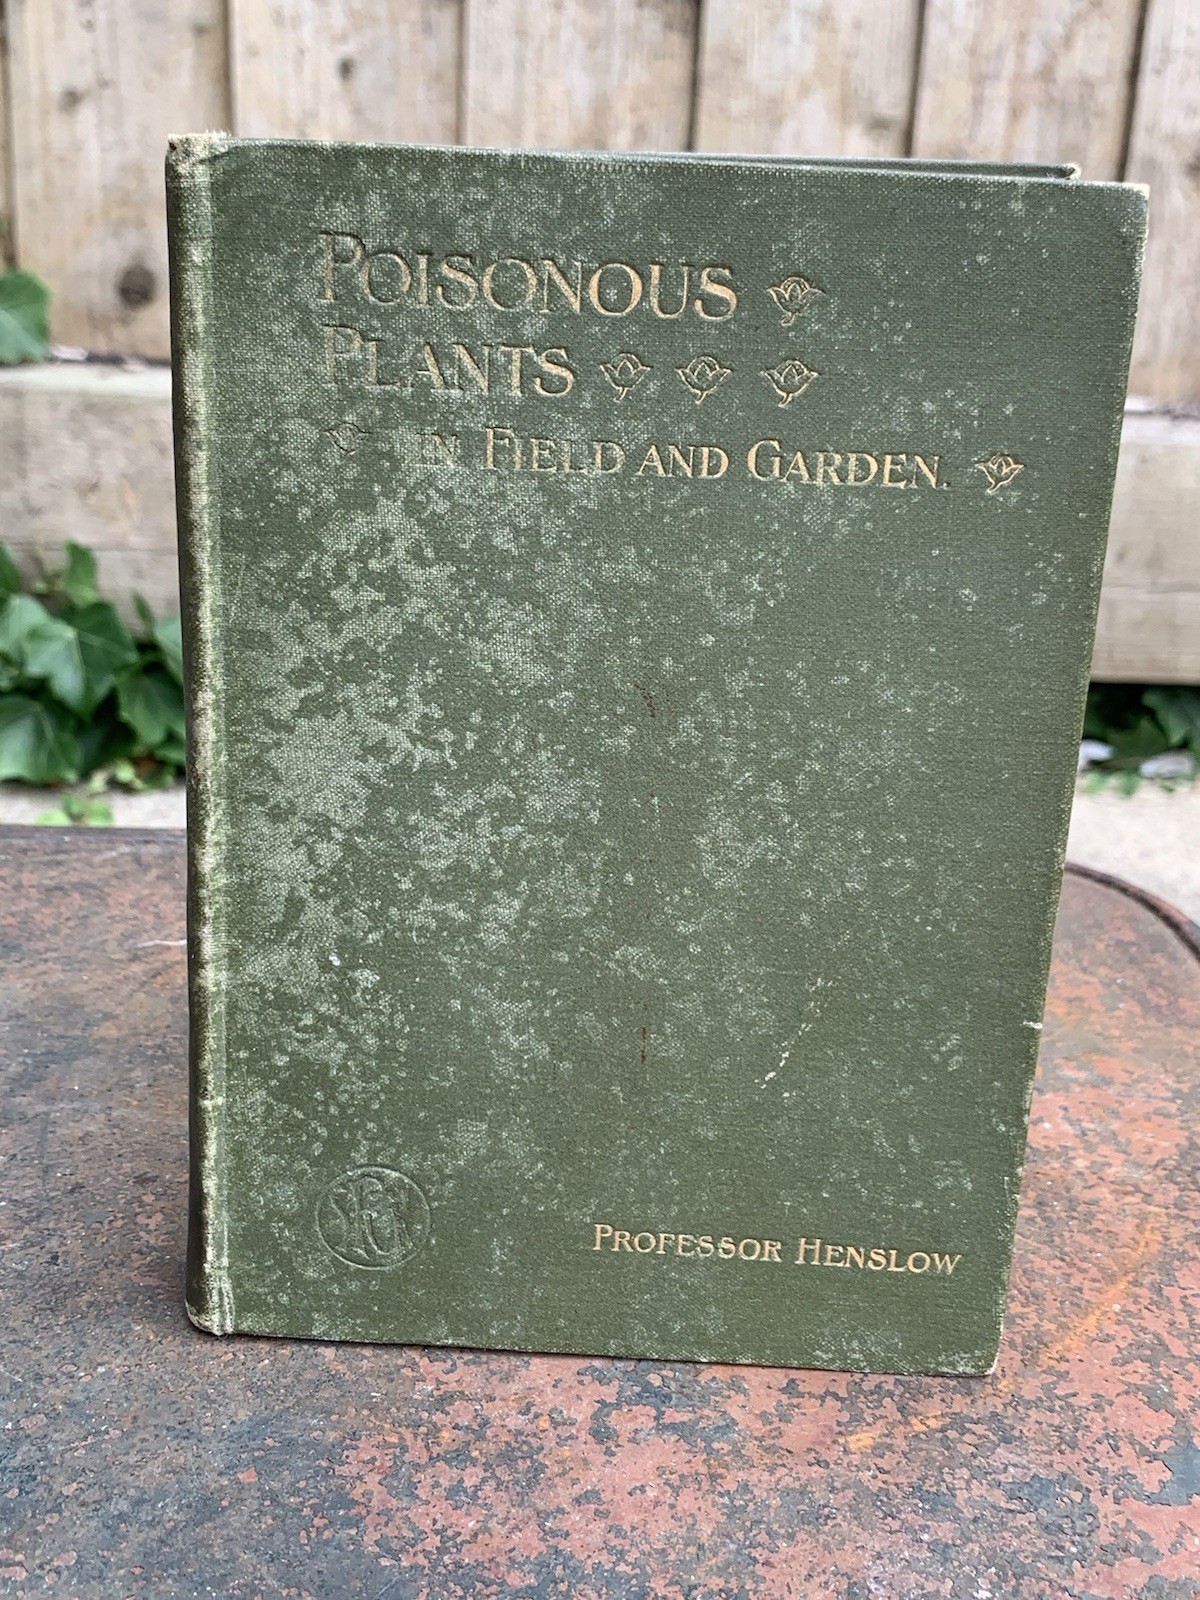 POISONOUS
PLANTS
IN FIELD AND GARDEN.
PROFESSOR HENSLOW